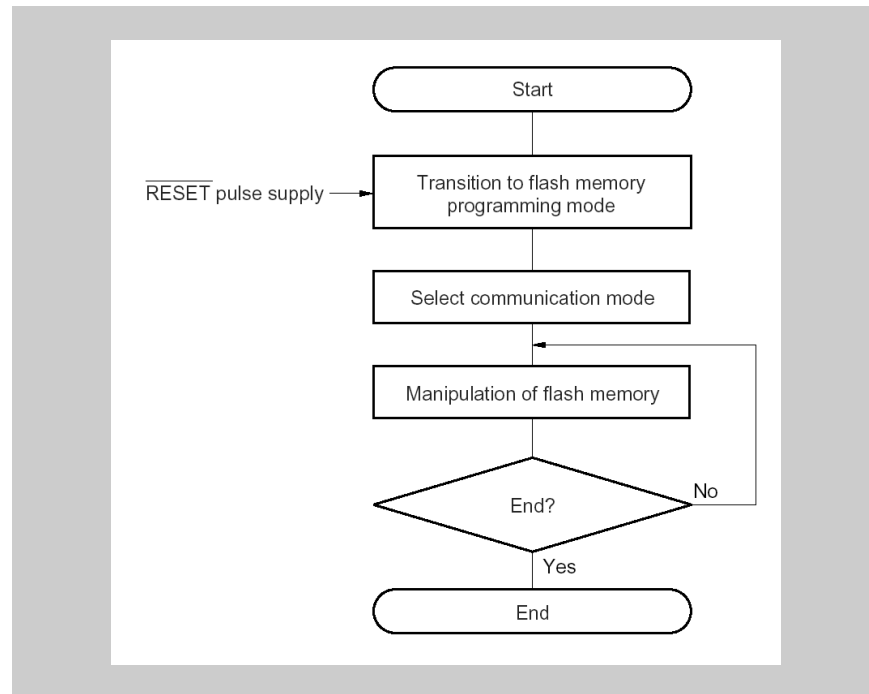 Start
RESET pulse supply
Transition to flash memory
programming mode
Select communication mode
Manipulation of flash memory
End?
No
Yes
End